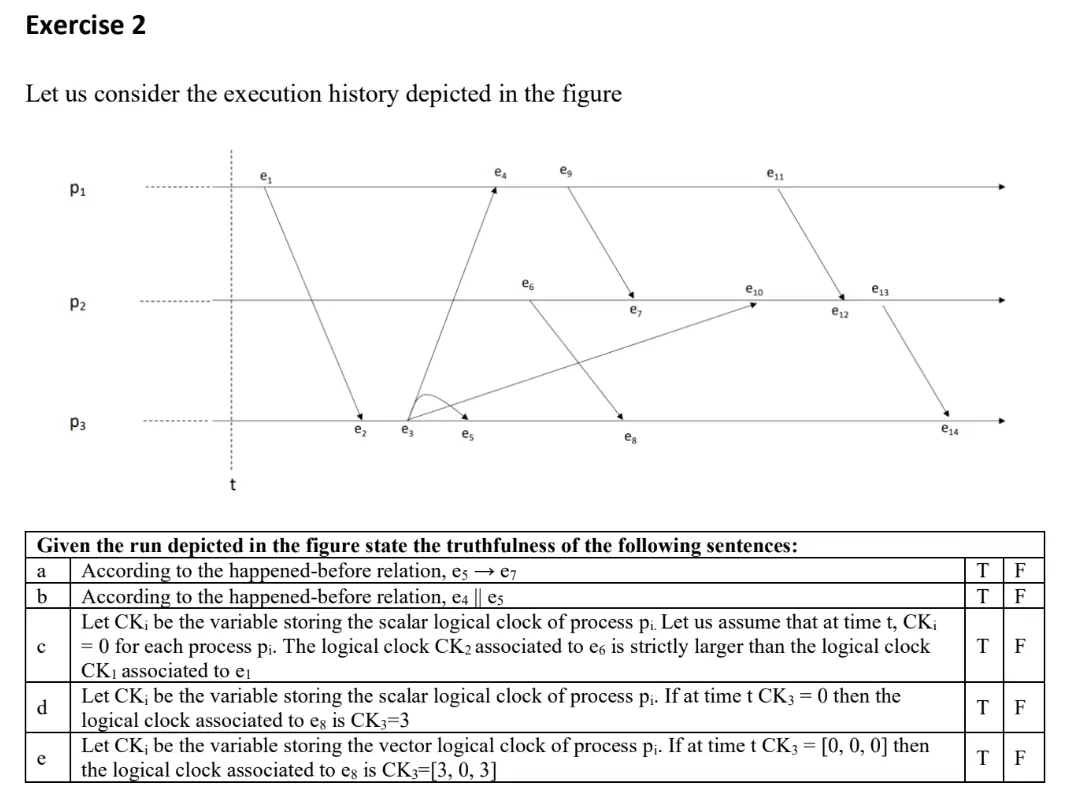 Exercise 2
Let us consider the execution history depicted in the figure
e₁ e₄ e₉ e₁₁
p₁
e₆ e₁₀ e₁₃
p₂
e₇ e₁₂
p₃
e₂ e₃ e₅ e₈ e₁₄
t
Given the run depicted in the figure state the truthfulness of the following sentences:
a According to the happened-before relation, e₅ → e₇ T F
b According to the happened-before relation, e₄ || e₅ T F
Let CKᵢ be the variable storing the scalar logical clock of process pᵢ. Let us assume that at time t, CKᵢ
c = 0 for each process pᵢ. The logical clock CK₂ associated to e₆ is strictly larger than the logical clock T F
CK₁ associated to e₁
Let CKᵢ be the variable storing the scalar logical clock of process pᵢ. If at time t CK₃ = 0 then the
d logical clock associated to e₈ is CK₃=3 T F
Let CKᵢ be the variable storing the vector logical clock of process pᵢ. If at time t CK₃ = [0, 0, 0] then
e the logical clock associated to e₈ is CK₃=[3, 0, 3] T F